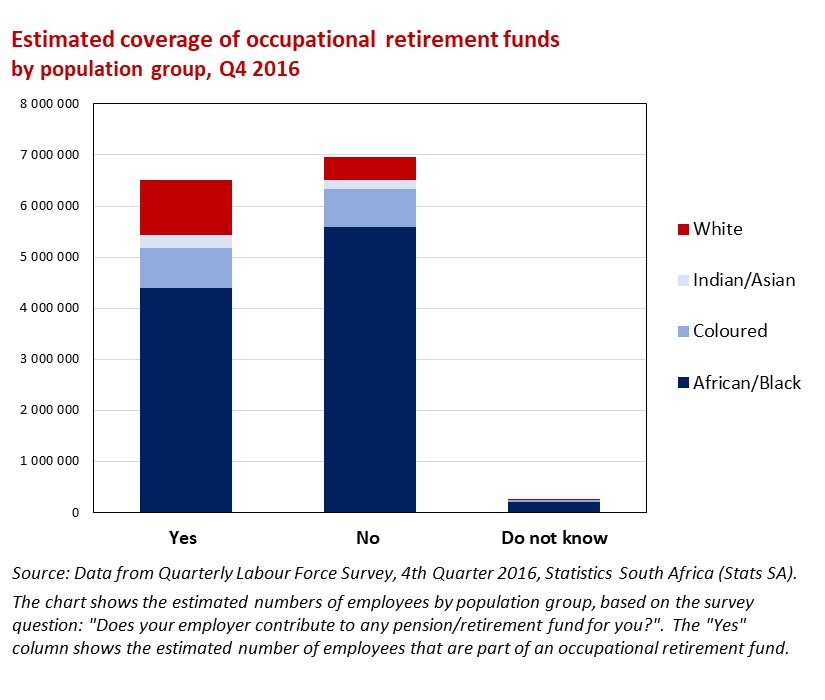 Estimated coverage of occupational retirement funds
by population group, Q4 2016
8 000 000
7 000 000
6 000 000
5 000 000
4 000 000
3 000 000
2 000 000
1 000 000
0
Yes
No
Do not know
White
Indian/Asian
Coloured
African/Black
Source: Data from Quarterly Labour Force Survey, 4th Quarter 2016, Statistics South Africa (Stats SA).
The chart shows the estimated numbers of employees by population group, based on the survey
question: "Does your employer contribute to any pension/retirement fund for you?". The "Yes"
column shows the estimated number of employees that are part of an occupational retirement fund.